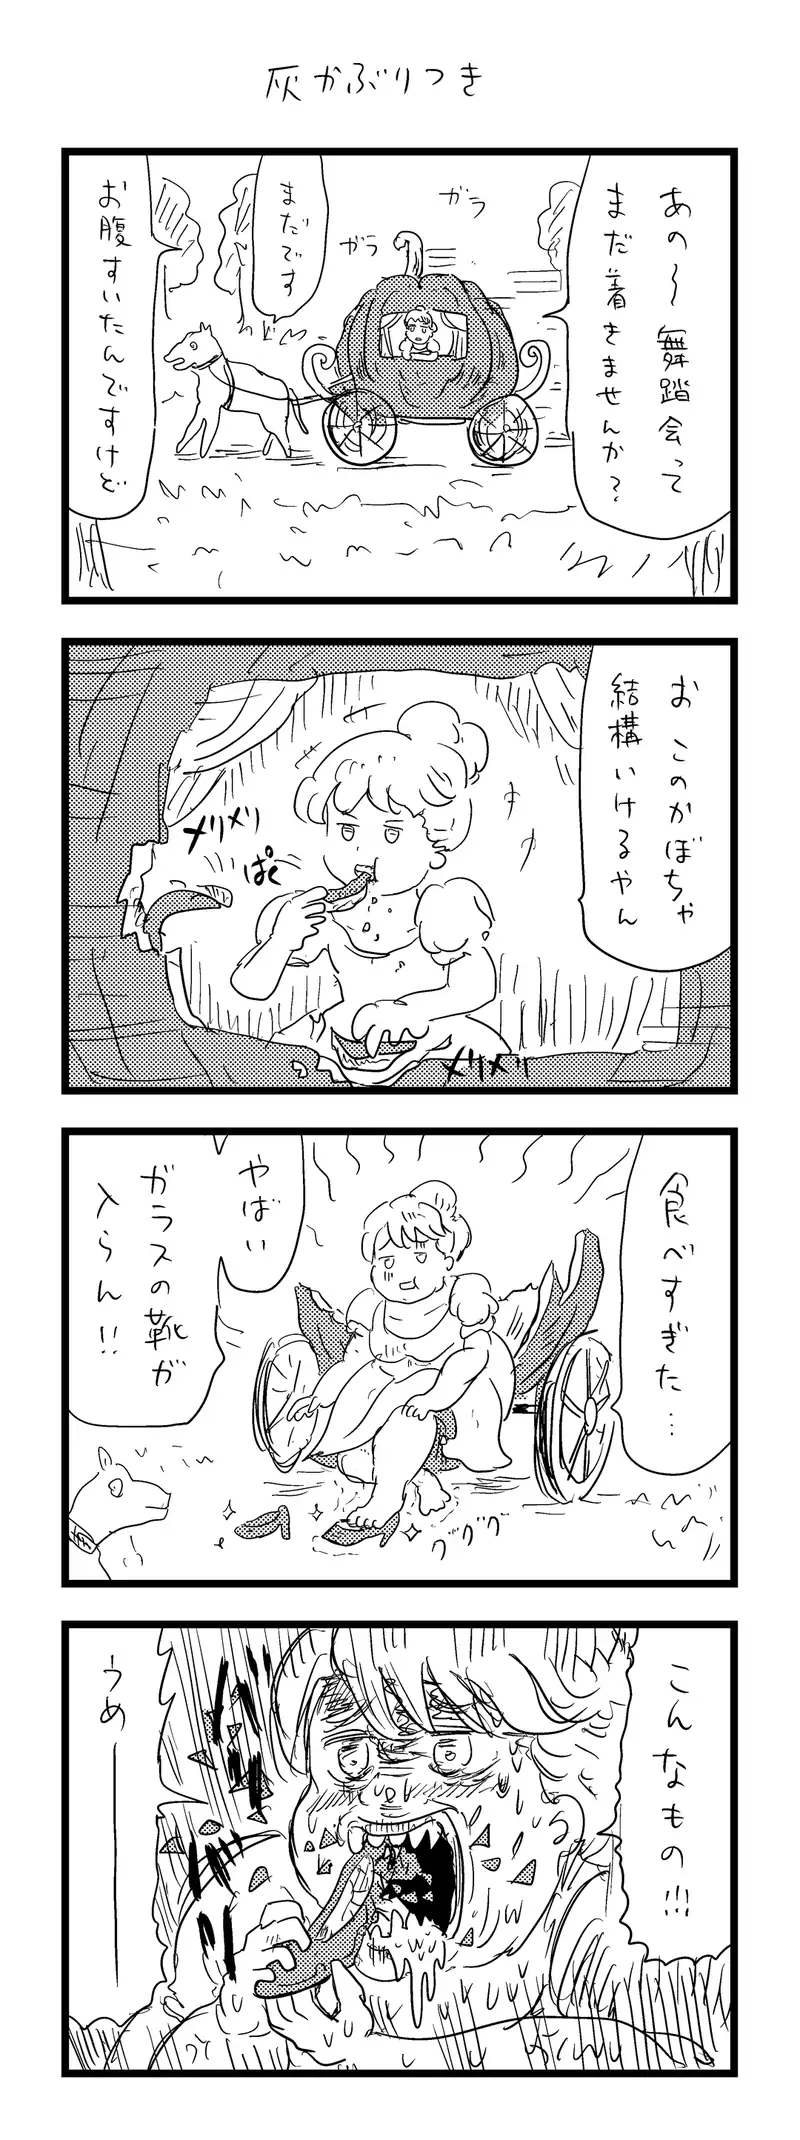 灰かぶりつき
あの〜舞踏会って
まだ着きませんか?
ガラ
ガラ
まだです
お腹すいたんですけど
お このかぼちゃ
結構いけるやん
メリメリ
ぱく
メリメリ
食べすぎた…
やばい
ガラスの靴が
入らん!!
グググ
こんなもの!!!
うめ――